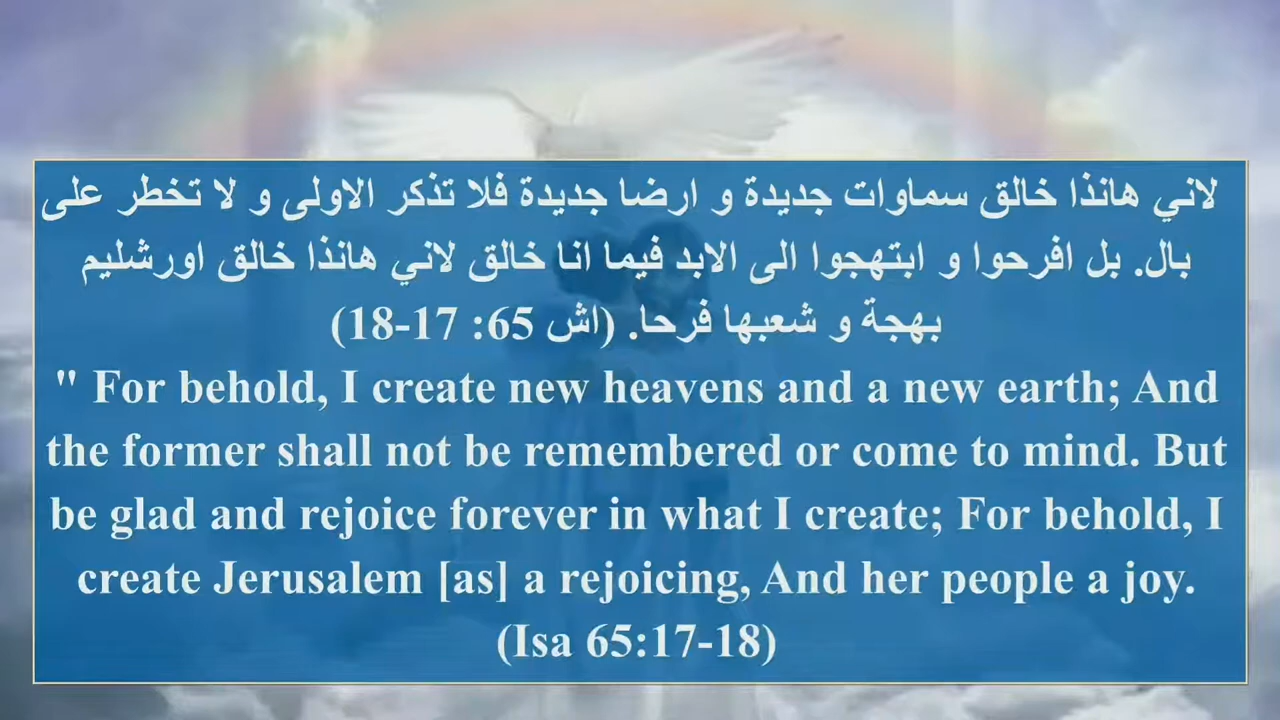 لاني هانذا خالق سماوات جديدة و ارضا جديدة فلا تذكر الاولى و لا تخطر على
بال. بل افرحوا و ابتهجوا الى الابد فيما انا خالق لاني هانذا خالق اورشليم
بهجة و شعبها فرحا. (اش 65: 17-18)
" For behold, I create new heavens and a new earth; And
the former shall not be remembered or come to mind. But
be glad and rejoice forever in what I create; For behold, I
create Jerusalem [as] a rejoicing, And her people a joy.
(Isa 65:17-18)